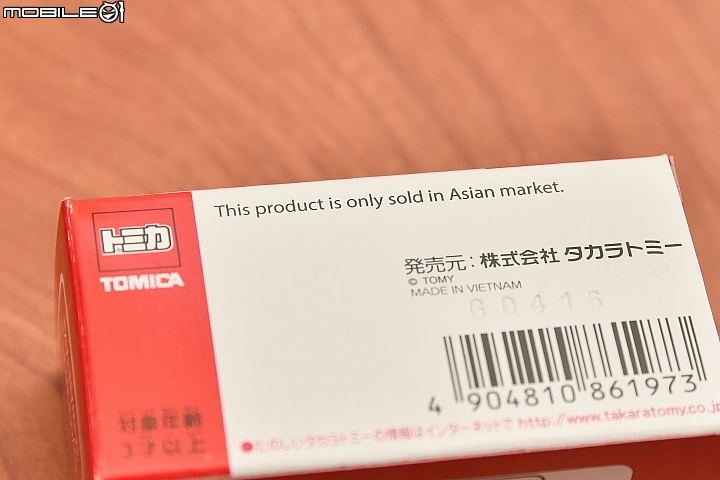 MOBILE01
This product is only sold in Asian market.
トミカ
TOMICA
発売元：株式会社 タカラトミー
© TOMY
MADE IN VIETNAM
G0416 A
4 904810 861973
対象年齢
3才以上
●たのしいタカラトミーの情報はインターネットで http://www.takaratomy.co.jp